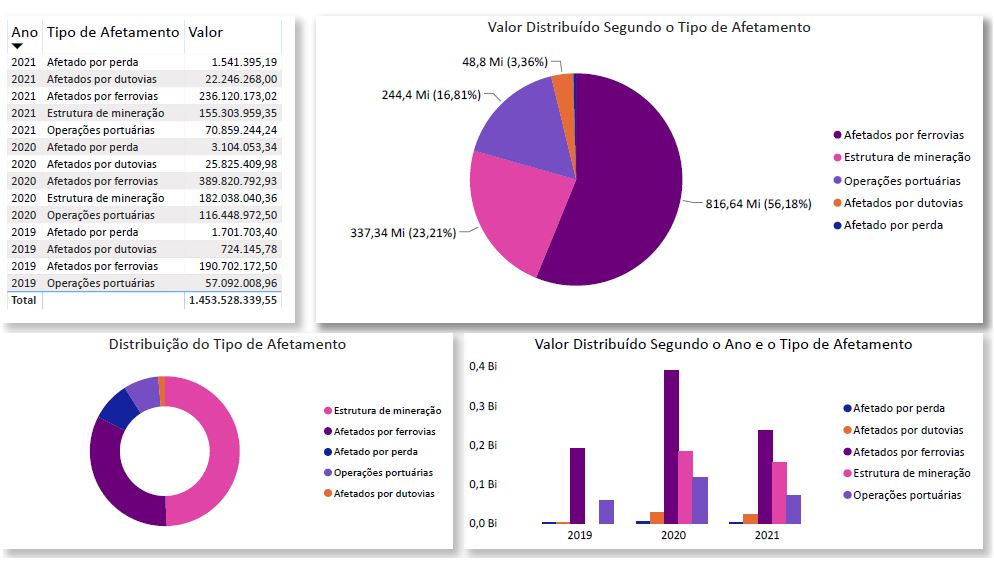 Ano Tipo de Afetamento Valor
2021 Afetado por perda 1.541.395,19
2021 Afetados por dutovias 22.246.268,00
2021 Afetados por ferrovias 236.120.173,02
2021 Estrutura de mineração 155.303.959,35
2021 Operações portuárias 70.859.244,24
2020 Afetado por perda 3.104.053,34
2020 Afetados por dutovias 25.825.409,98
2020 Afetados por ferrovias 389.820.792,93
2020 Estrutura de mineração 182.038.040,36
2020 Operações portuárias 116.448.972,50
2019 Afetado por perda 1.701.703,40
2019 Afetados por dutovias 724.145,78
2019 Afetados por ferrovias 190.702.172,50
2019 Operações portuárias 57.092.008,96
Total 1.453.528.339,55
Valor Distribuído Segundo o Tipo de Afetamento
48,8 Mi (3,36%)
244,4 Mi (16,81%)
337,34 Mi (23,21%)
816,64 Mi (56,18%)
Afetados por ferrovias
Estrutura de mineração
Operações portuárias
Afetados por dutovias
Afetado por perda
Distribuição do Tipo de Afetamento
Estrutura de mineração
Afetados por ferrovias
Afetado por perda
Operações portuárias
Afetados por dutovias
Valor Distribuído Segundo o Ano e o Tipo de Afetamento
0,4 Bi
0,3 Bi
0,2 Bi
0,1 Bi
0,0 Bi
2019 2020 2021
Afetado por perda
Afetados por dutovias
Afetados por ferrovias
Estrutura de mineração
Operações portuárias